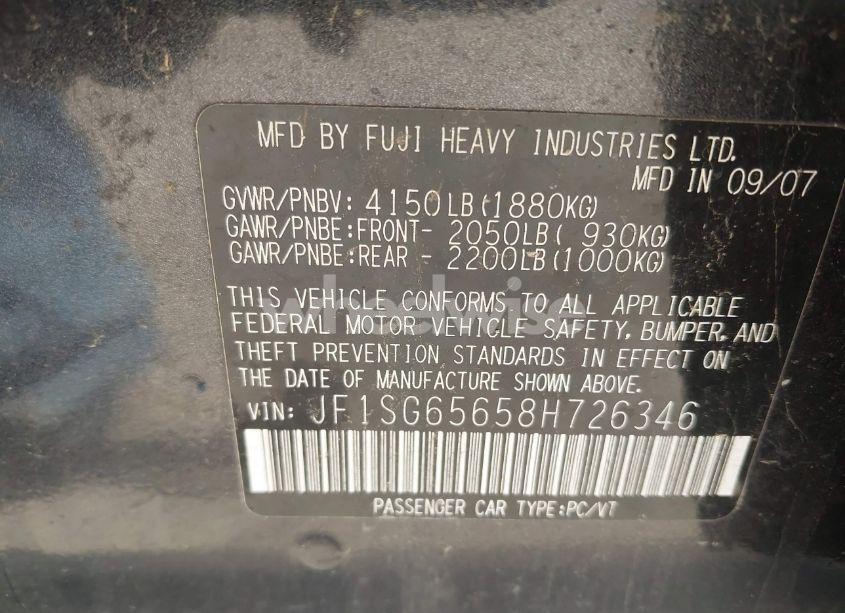 MFD BY FUJI HEAVY INDUSTRIES LTD.
MFD IN 09/07
GVWR/PNBV: 4150LB(1880KG)
GAWR/PNBE:FRONT- 2050LB( 930KG)
GAWR/PNBE:REAR - 2200LB(1000KG)
THIS VEHICLE CONFORMS TO ALL APPLICABLE
FEDERAL MOTOR VEHICLE SAFETY, BUMPER, AND
THEFT PREVENTION STANDARDS IN EFFECT ON
THE DATE OF MANUFACTURE SHOWN ABOVE.
VIN: JF1SG65658H726346
PASSENGER CAR TYPE:PC/VT
wheelwise